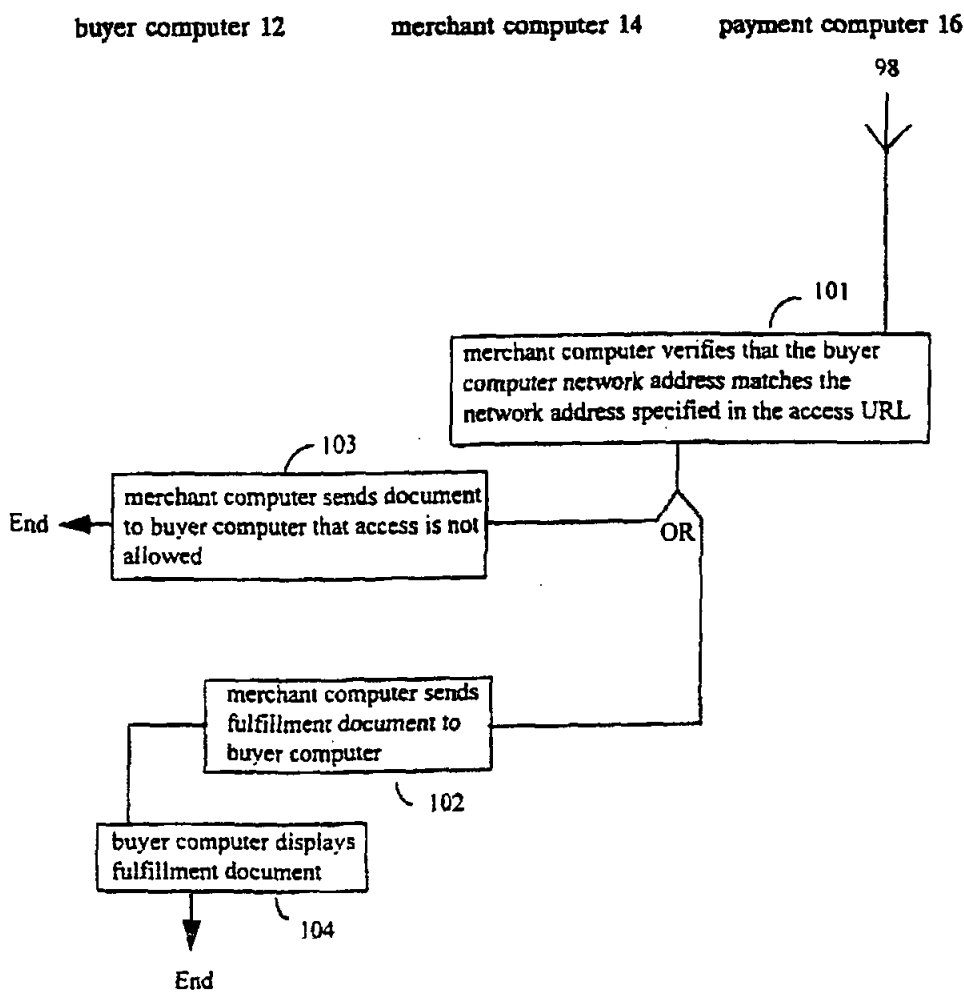 buyer computer 12 merchant computer 14 payment computer 16
98
101
merchant computer verifies that the buyer
computer network address matches the
network address specified in the access URL
103
merchant computer sends document
to buyer computer that access is not
allowed
End
OR
merchant computer sends
fulfillment document to
buyer computer
102
buyer computer displays
fulfillment document
104
End